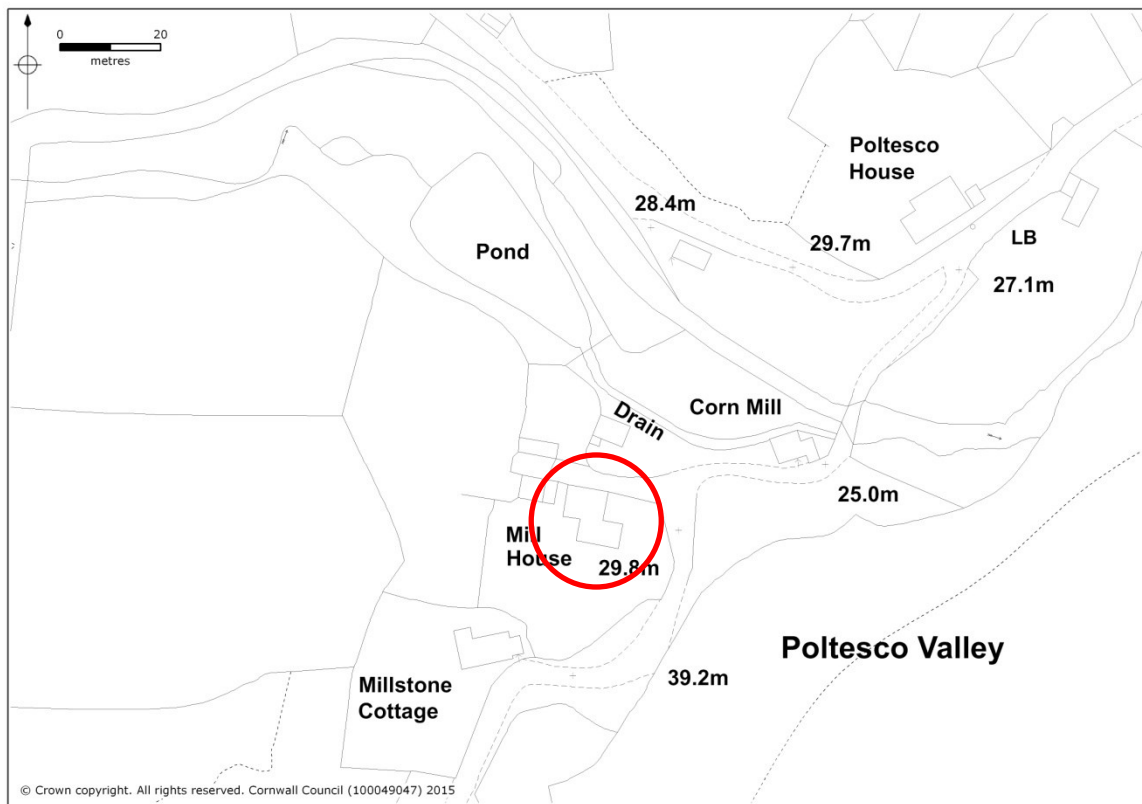 0 20
metres
Poltesco
House
28.4m
29.7m
LB
Pond
27.1m
Corn Mill
Drain
25.0m
Mill
House
29.8m
Poltesco Valley
39.2m
Millstone
Cottage
© Crown copyright. All rights reserved. Cornwall Council (100049047) 2015